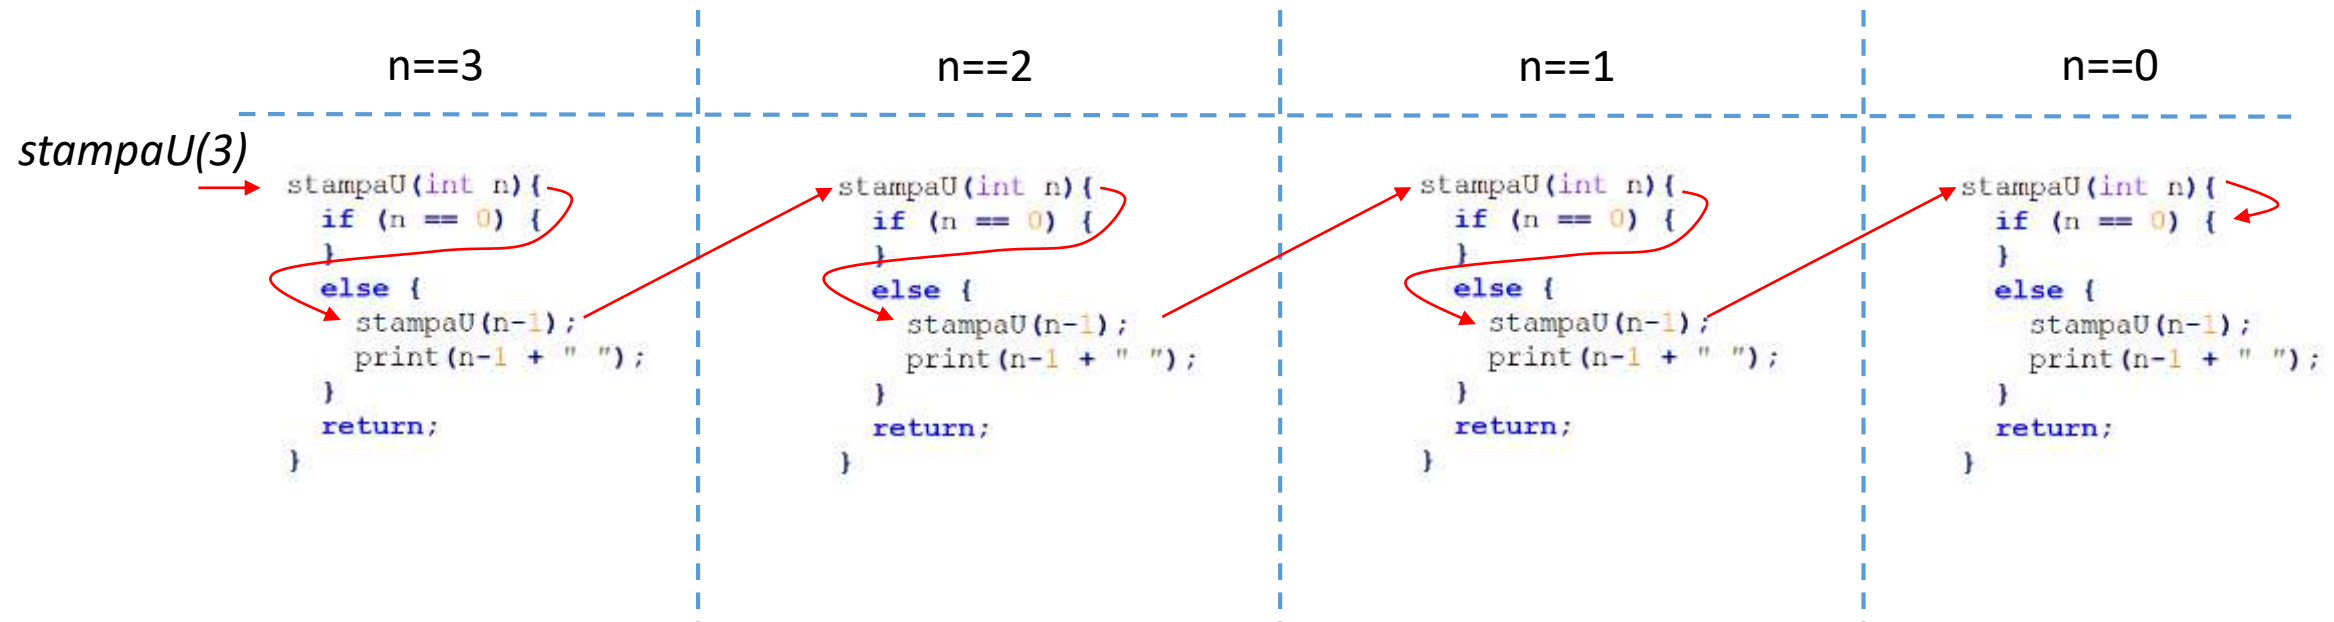 n==3
n==2
n==1
n==0
stampaU(3)
stampaU(int n){
if (n == 0) {
}
else {
stampaU(n-1);
print(n-1 + " ");
}
return;
}
stampaU(int n){
if (n == 0) {
}
else {
stampaU(n-1);
print(n-1 + " ");
}
return;
}
stampaU(int n){
if (n == 0) {
}
else {
stampaU(n-1);
print(n-1 + " ");
}
return;
}
stampaU(int n){
if (n == 0) {
}
else {
stampaU(n-1);
print(n-1 + " ");
}
return;
}